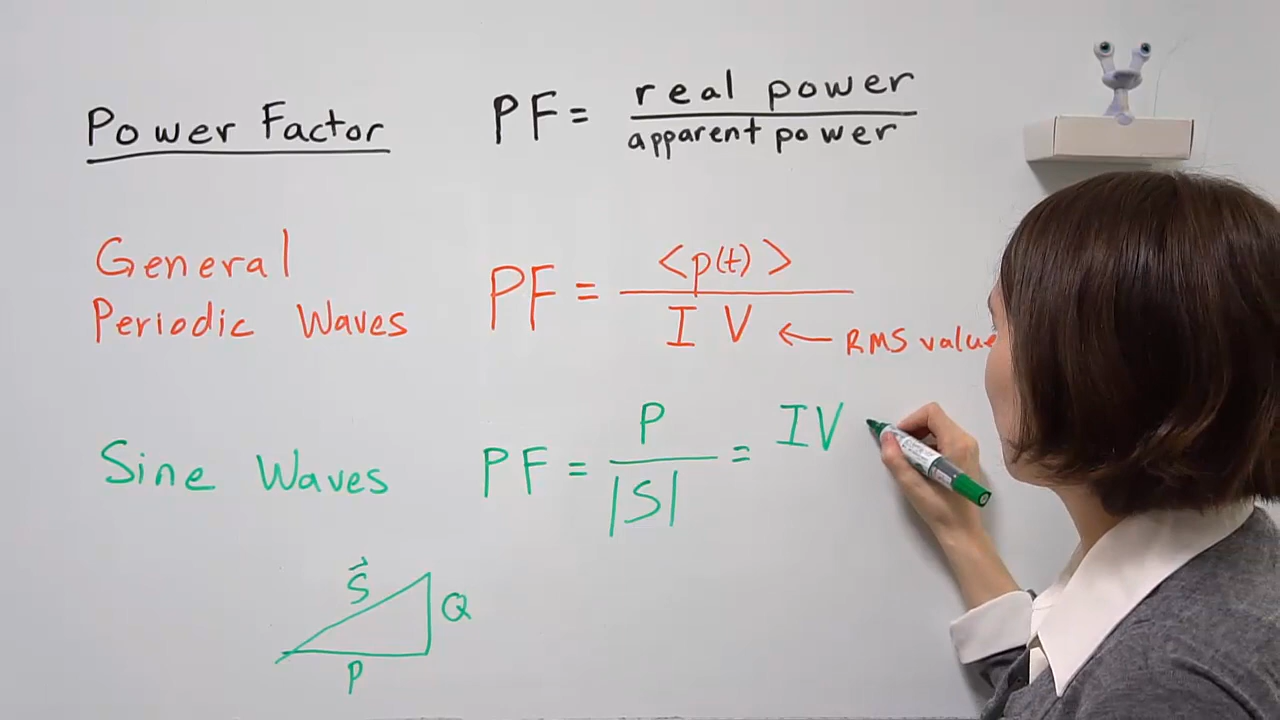 Power Factor
PF = real power
apparent power
General
Periodic Waves
PF = <p(t)>
I V ← RMS value
Sine Waves
PF = P
|S|
= IV
S⃗
Q
P